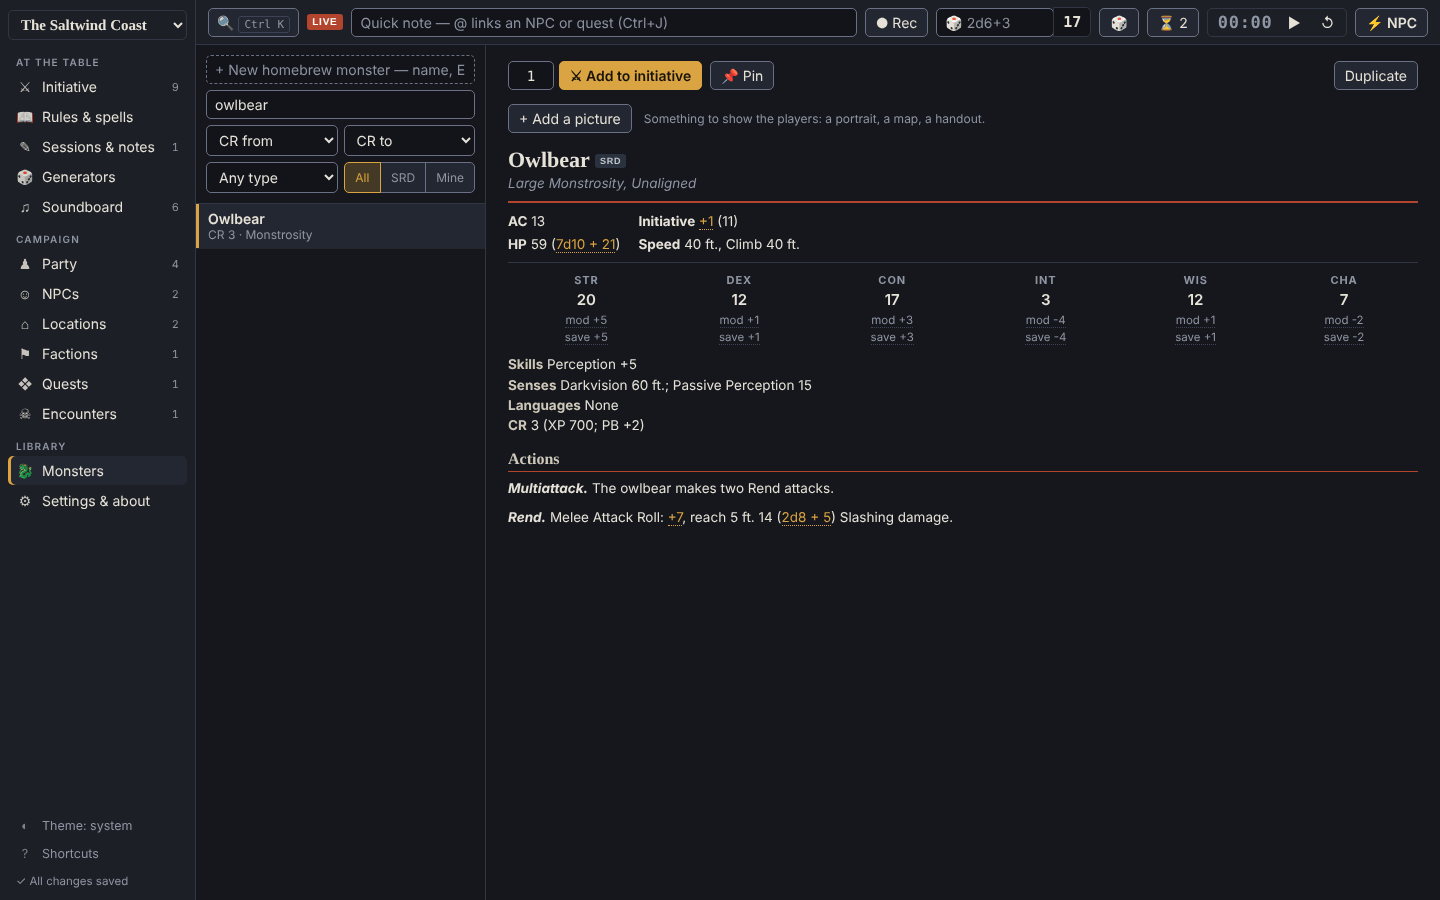 The Saltwind Coast
Ctrl K
LIVE
Quick note — @ links an NPC or quest (Ctrl+J)
Rec
2d6+3
17
2
00:00
NPC
AT THE TABLE
Initiative 9
Rules & spells
Sessions & notes 1
Generators
Soundboard 6
CAMPAIGN
Party 4
NPCs 2
Locations 2
Factions 1
Quests 1
Encounters 1
LIBRARY
Monsters
Settings & about
Theme: system
? Shortcuts
✓ All changes saved
+ New homebrew monster — name, E
owlbear
CR from
CR to
Any type
All
SRD
Mine
Owlbear
CR 3 · Monstrosity
1
Add to initiative
Pin
Duplicate
+ Add a picture
Something to show the players: a portrait, a map, a handout.
Owlbear SRD
Large Monstrosity, Unaligned
AC 13
Initiative +1 (11)
HP 59 (7d10 + 21)
Speed 40 ft., Climb 40 ft.
STR DEX CON INT WIS CHA
20 12 17 3 12 7
mod +5 mod +1 mod +3 mod -4 mod +1 mod -2
save +5 save +1 save +3 save -4 save +1 save -2
Skills Perception +5
Senses Darkvision 60 ft.; Passive Perception 15
Languages None
CR 3 (XP 700; PB +2)
Actions
Multiattack. The owlbear makes two Rend attacks.
Rend. Melee Attack Roll: +7, reach 5 ft. 14 (2d8 + 5) Slashing damage.